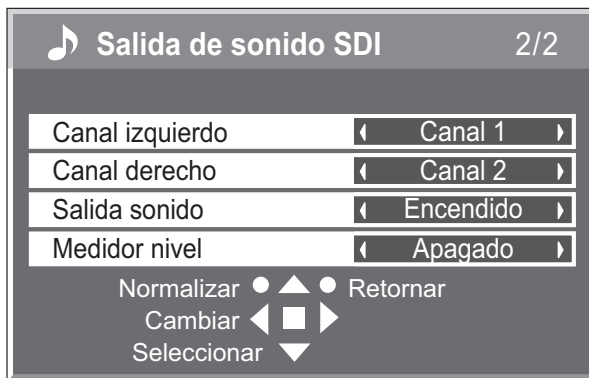 Salida de sonido SDI 2/2
Canal izquierdo Canal 1
Canal derecho Canal 2
Salida sonido Encendido
Medidor nivel Apagado
Normalizar Retornar
Cambiar
Seleccionar